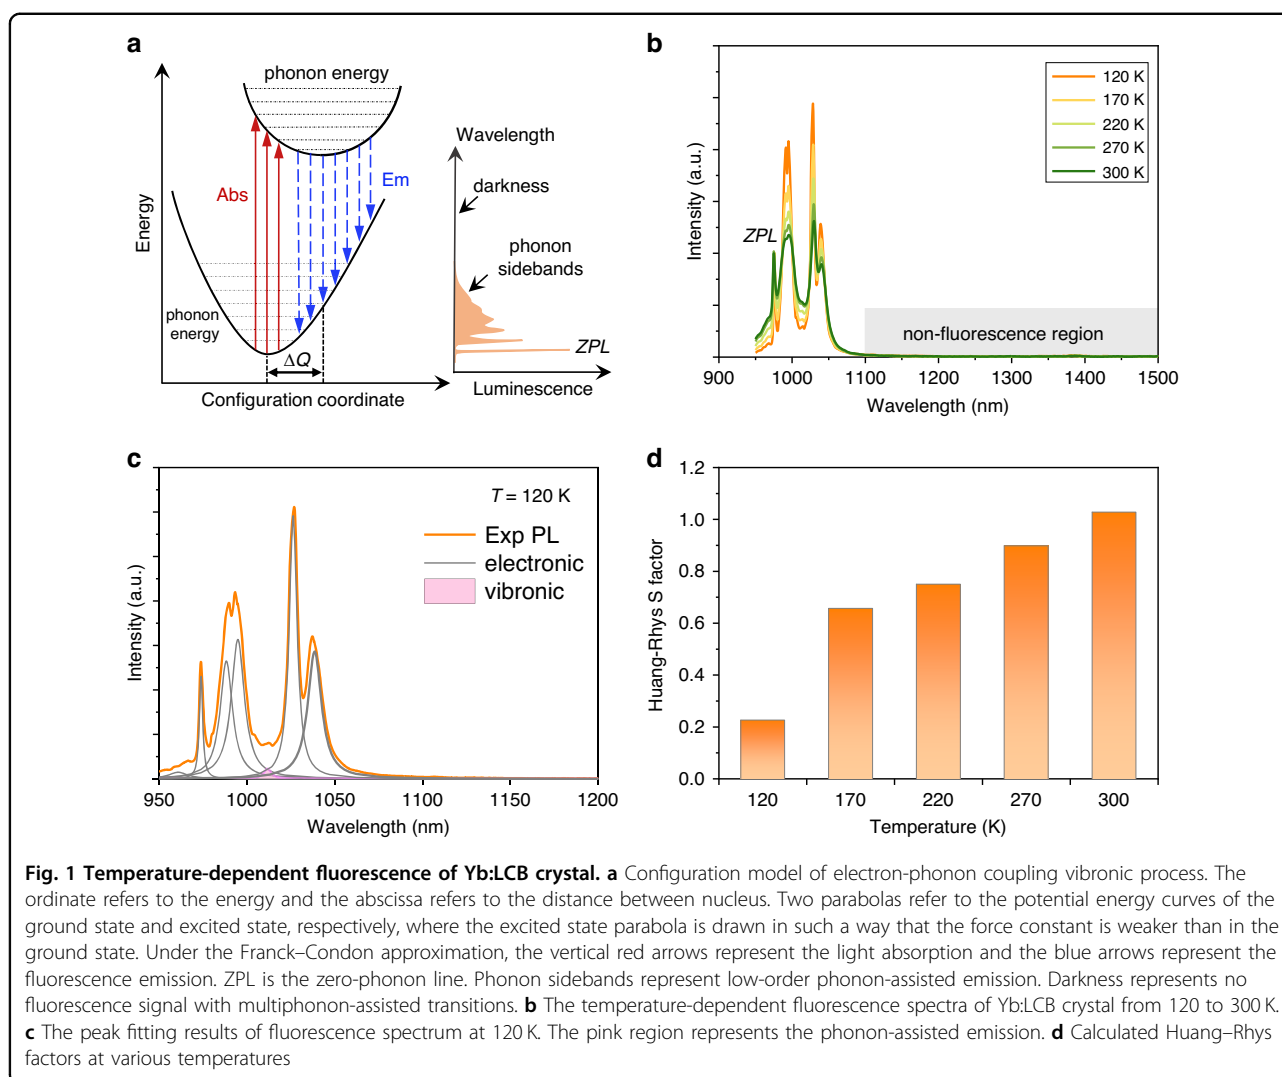 a
phonon energy
Abs
Em
Energy
phonon
energy
ΔQ
Configuration coordinate
Wavelength
darkness
phonon
sidebands
ZPL
Luminescence
b
120 K
170 K
220 K
270 K
300 K
ZPL
non-fluorescence region
Intensity (a.u.)
900 1000 1100 1200 1300 1400 1500
Wavelength (nm)
c
T = 120 K
Exp PL
electronic
vibronic
Intensity (a.u.)
950 1000 1050 1100 1150 1200
Wavelength (nm)
d
1.2
1.0
0.8
0.6
0.4
0.2
0.0
Huang-Rhys S factor
120 170 220 270 300
Temperature (K)
Fig. 1 Temperature-dependent fluorescence of Yb:LCB crystal. a Configuration model of electron-phonon coupling vibronic process. The
ordinate refers to the energy and the abscissa refers to the distance between nucleus. Two parabolas refer to the potential energy curves of the
ground state and excited state, respectively, where the excited state parabola is drawn in such a way that the force constant is weaker than in the
ground state. Under the Franck–Condon approximation, the vertical red arrows represent the light absorption and the blue arrows represent the
fluorescence emission. ZPL is the zero-phonon line. Phonon sidebands represent low-order phonon-assisted emission. Darkness represents no
fluorescence signal with multiphonon-assisted transitions. b The temperature-dependent fluorescence spectra of Yb:LCB crystal from 120 to 300 K.
c The peak fitting results of fluorescence spectrum at 120 K. The pink region represents the phonon-assisted emission. d Calculated Huang–Rhys
factors at various temperatures